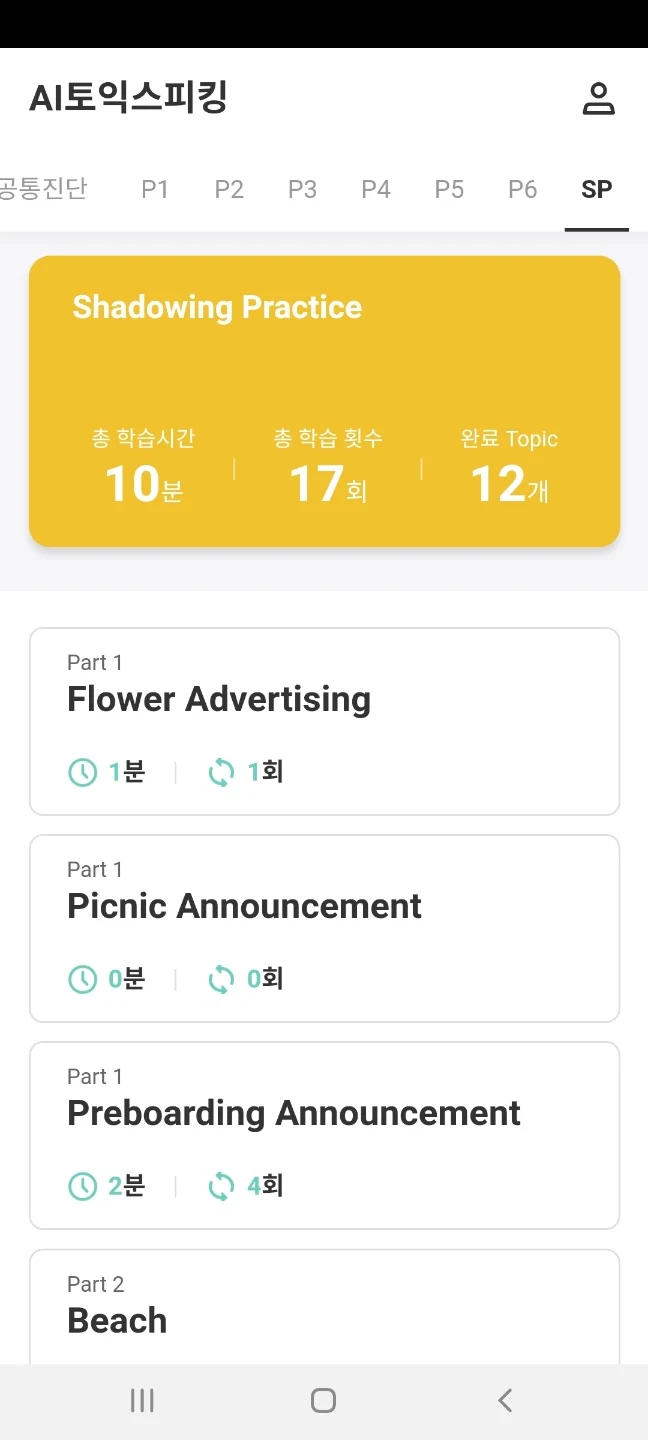 AI토익스피킹
공통진단 P1 P2 P3 P4 P5 P6 SP
Shadowing Practice
총 학습시간 총 학습 횟수 완료 Topic
10분 17회 12개
Part 1
Flower Advertising
1분 1회
Part 1
Picnic Announcement
0분 0회
Part 1
Preboarding Announcement
2분 4회
Part 2
Beach